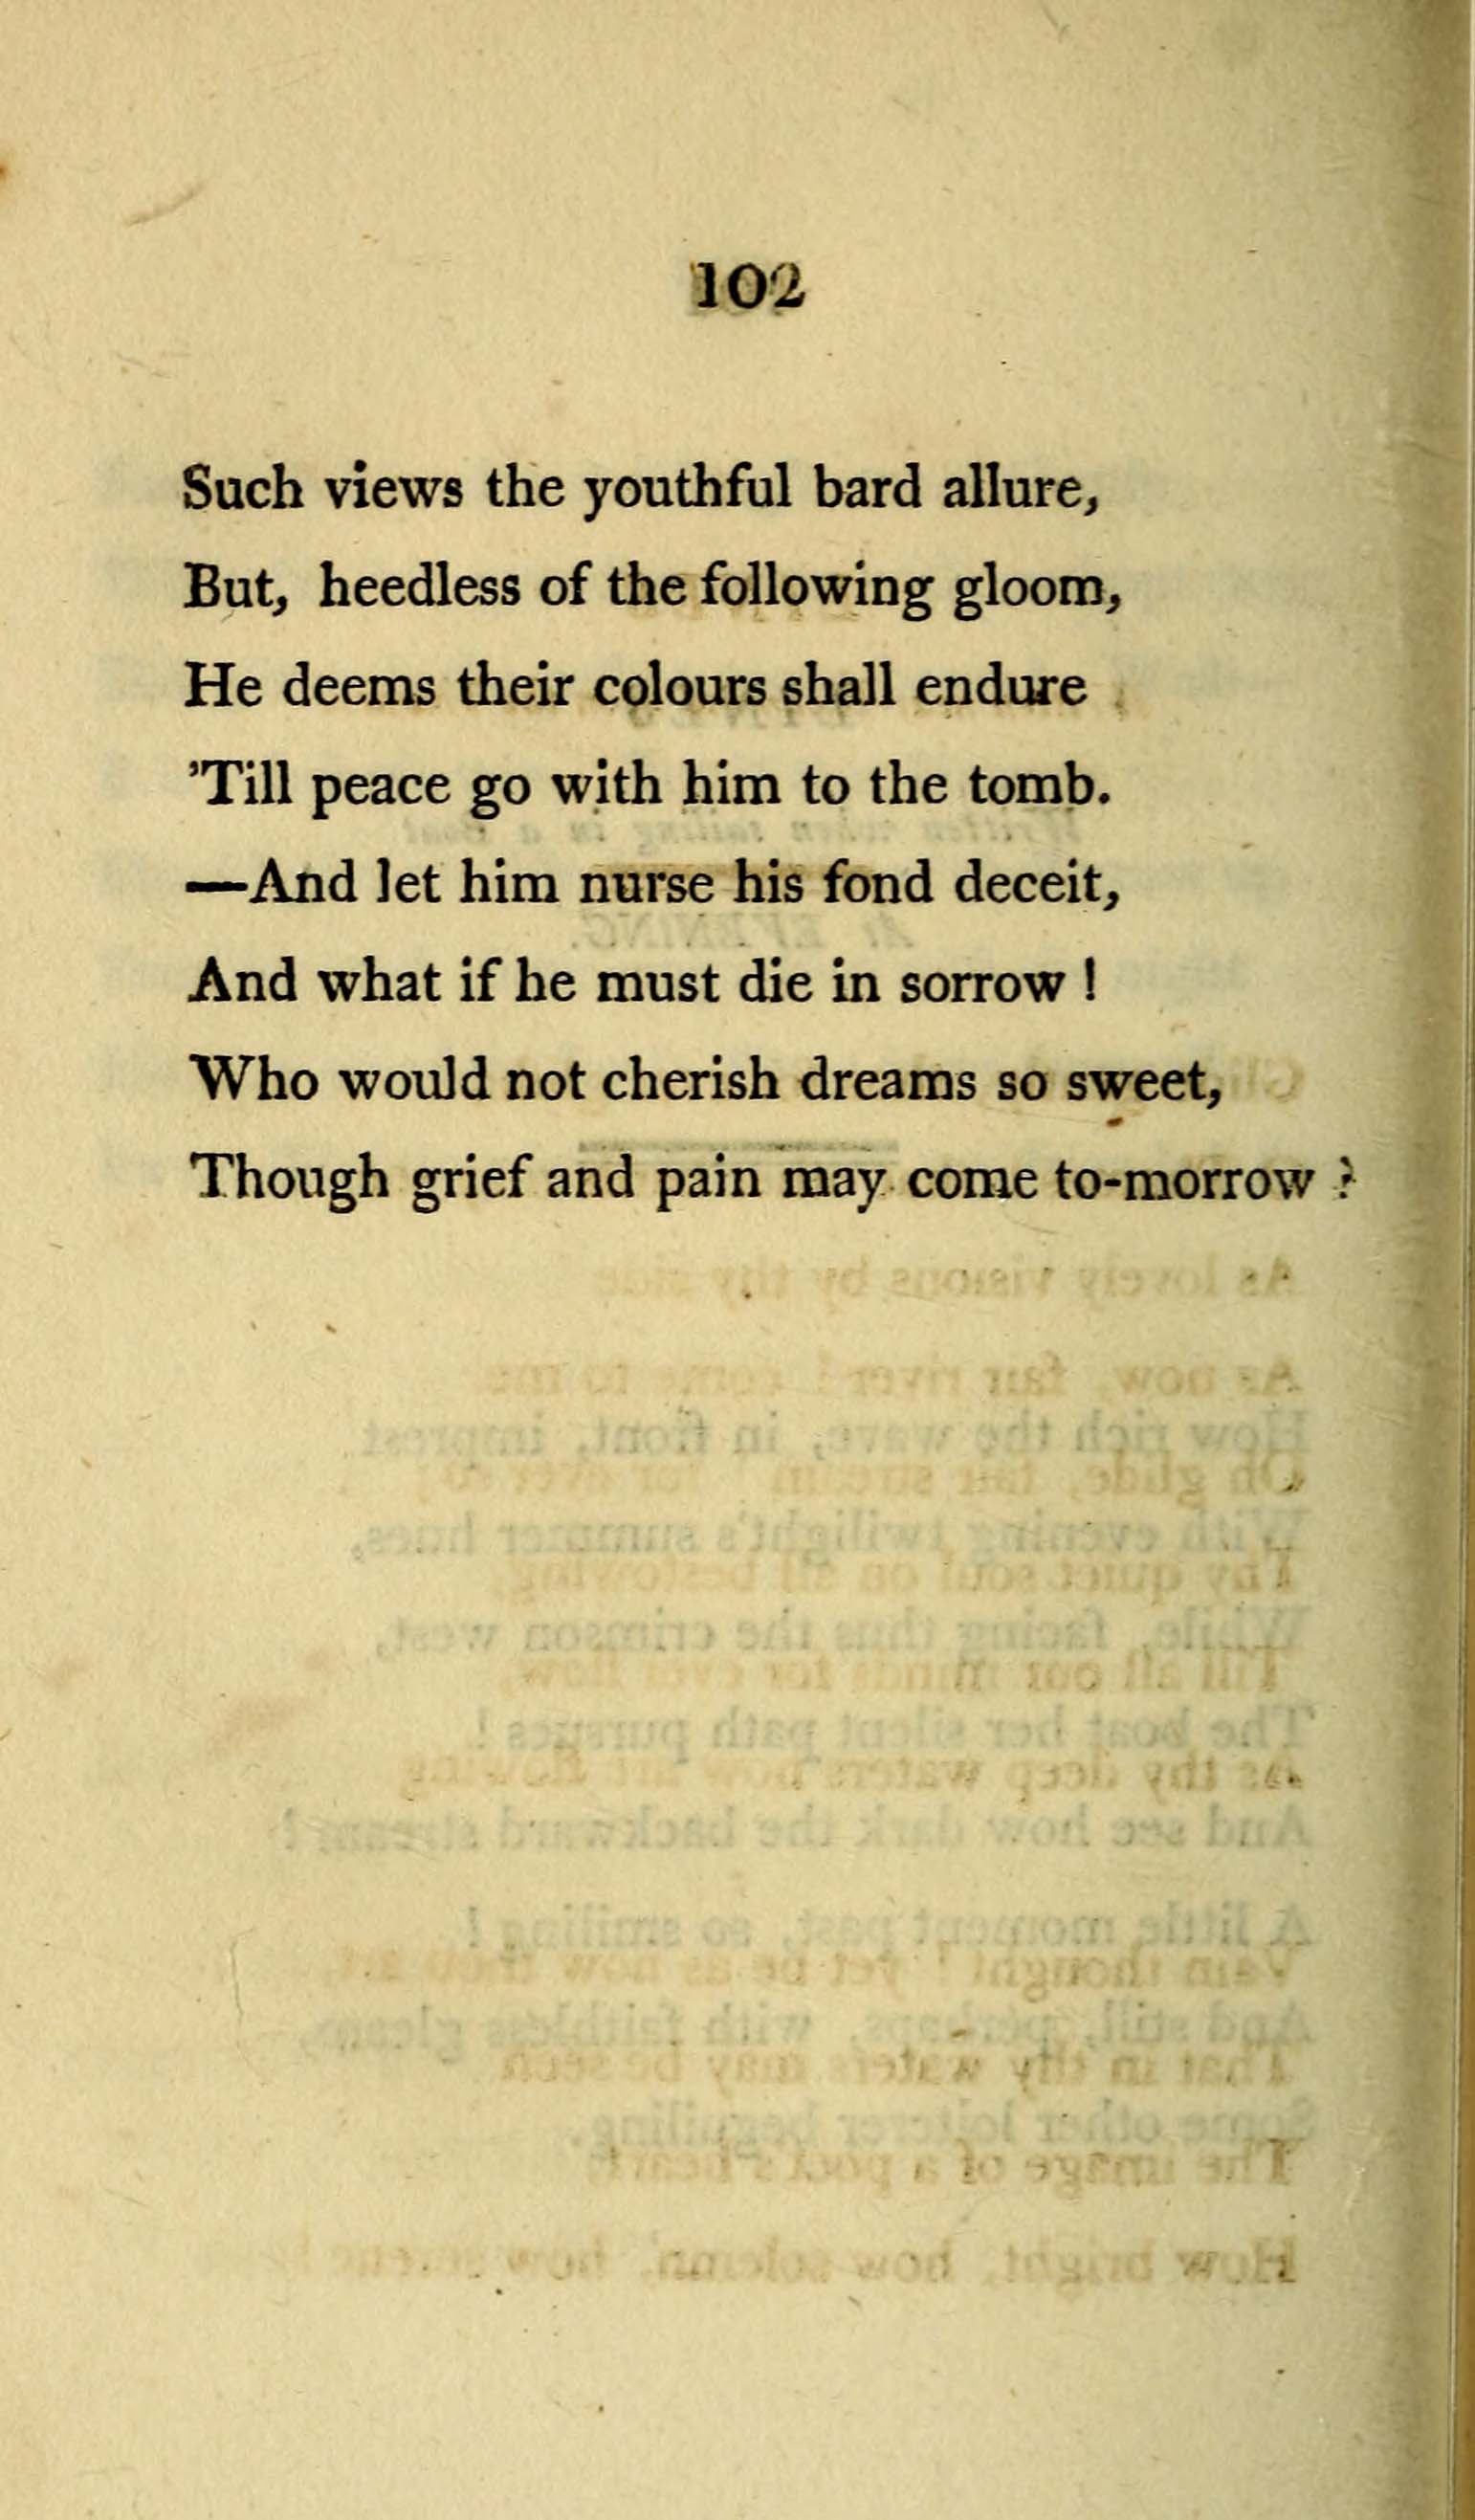 102
Such views the youthful bard allure,
But, heedless of the following gloom,
He deems their colours shall endure
’Till peace go with him to the tomb.
—And let him nurse his fond deceit,
And what if he must die in sorrow !
Who would not cherish dreams so sweet,
Though grief and pain may come to-morrow ?